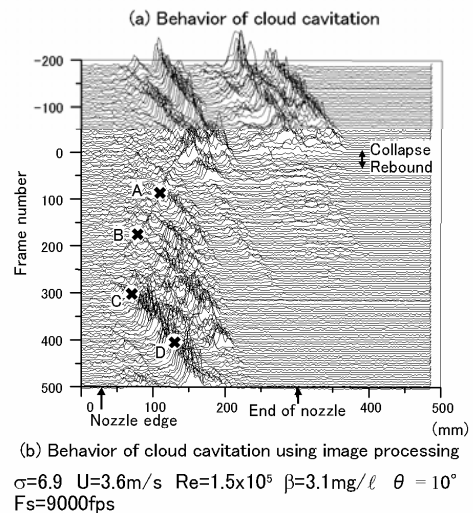 (a) Behavior of cloud cavitation
-200
-100
0
100
200
300
400
500
Frame number
Collapse
Rebound
A
B
C
D
0 100 200 300 400 500
(mm)
Nozzle edge
End of nozzle
(b) Behavior of cloud cavitation using image processing
σ=6.9 U=3.6m/s Re=1.5x10⁵ β=3.1mg/ℓ θ = 10°
Fs=9000fps